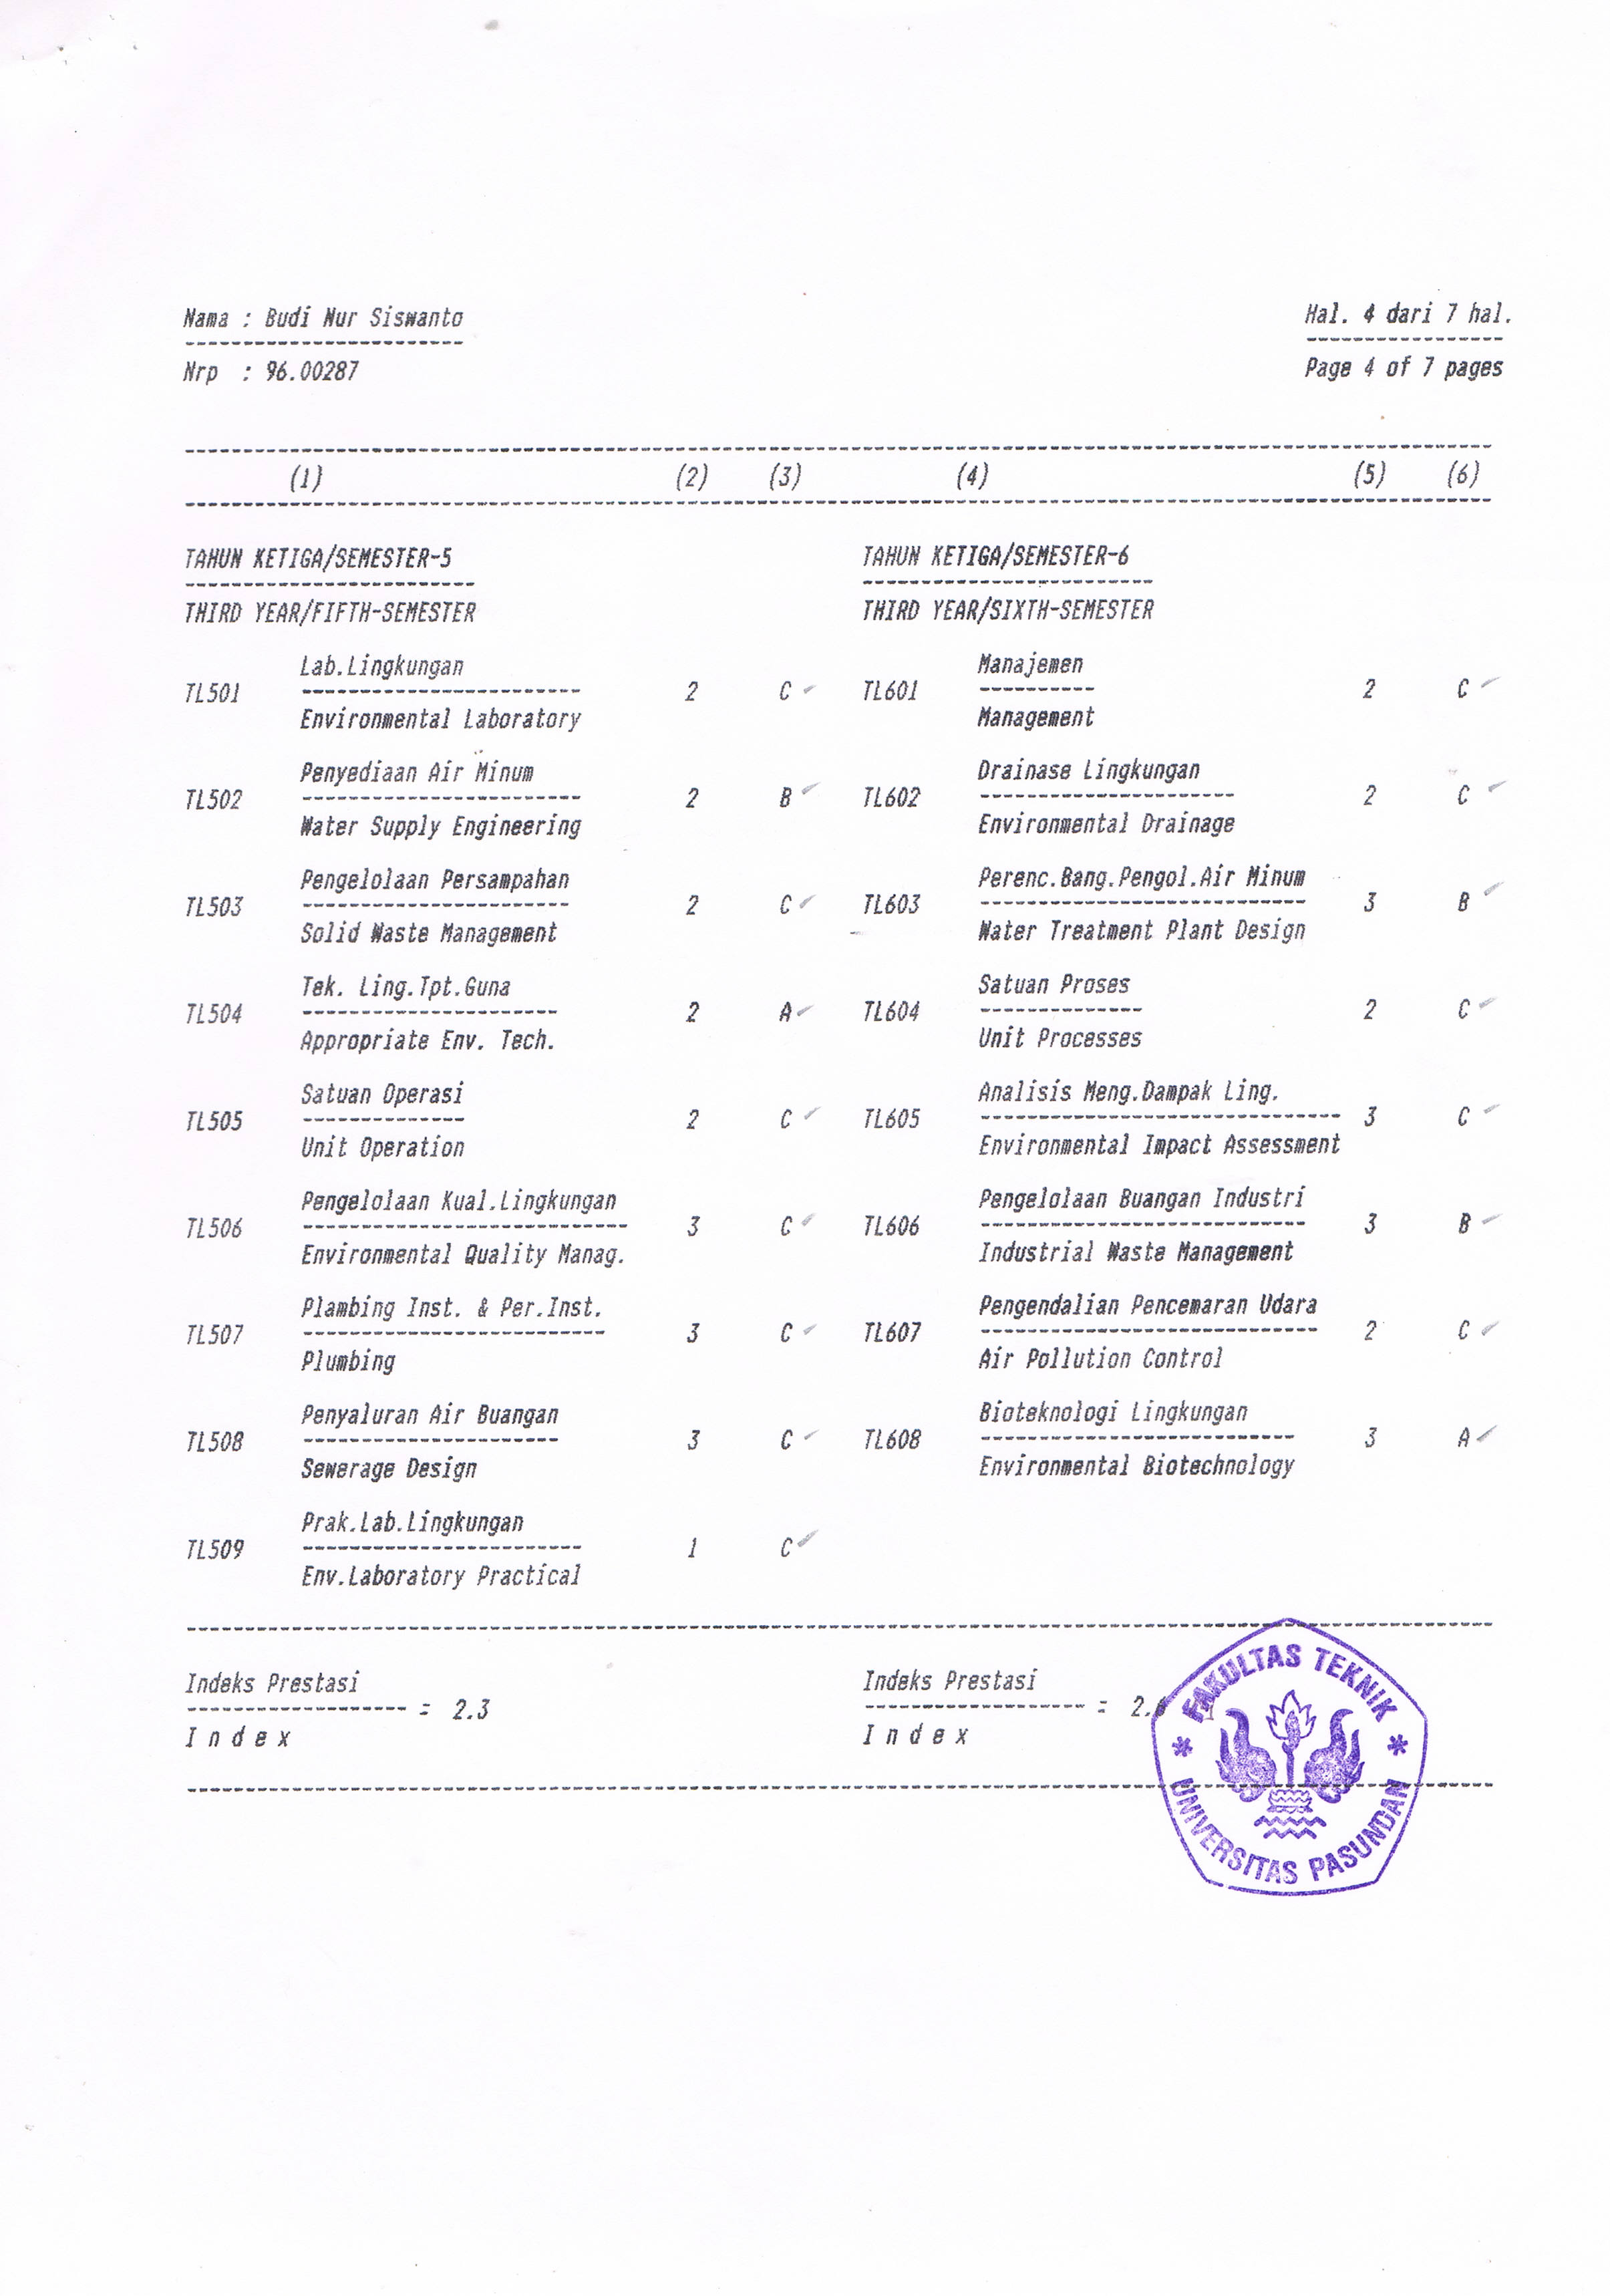 Nama : Budi Nur Siswanto
Hal. 4 dari 7 hal.
Nrp : 96.00287
Page 4 of 7 pages
(1) (2) (3) (4) (5) (6)
TAHUN KETIGA/SEMESTER-5
THIRD YEAR/FIFTH-SEMESTER
TL501 Lab.Lingkungan 2 C
Environmental Laboratory
TL502 Penyediaan Air Minum 2 B
Water Supply Engineering
TL503 Pengelolaan Persampahan 2 C
Solid Waste Management
TL504 Tek. Ling.Tpt.Guna 2 A
Appropriate Env. Tech.
TL505 Satuan Operasi 2 C
Unit Operation
TL506 Pengelolaan Kual.Lingkungan 3 C
Environmental Quality Manag.
TL507 Plambing Inst. & Per.Inst. 3 C
Plumbing
TL508 Penyaluran Air Buangan 3 C
Sewerage Design
TL509 Prak.Lab.Lingkungan 1 C
Env.Laboratory Practical
Indeks Prestasi = 2.3
Index
TAHUN KETIGA/SEMESTER-6
THIRD YEAR/SIXTH-SEMESTER
TL601 Manajemen 2 C
Management
TL602 Drainase Lingkungan 2 C
Environmental Drainage
TL603 Perenc.Bang.Pengol.Air Minum 3 B
Water Treatment Plant Design
TL604 Satuan Proses 2 C
Unit Processes
TL605 Analisis Meng.Dampak Ling. 3 C
Environmental Impact Assessment
TL606 Pengelolaan Buangan Industri 3 B
Industrial Waste Management
TL607 Pengendalian Pencemaran Udara 2 C
Air Pollution Control
TL608 Bioteknologi Lingkungan 3 A
Environmental Biotechnology
Indeks Prestasi =
Index
FAKULTAS TEKNIK
UNIVERSITAS PASUNDAN